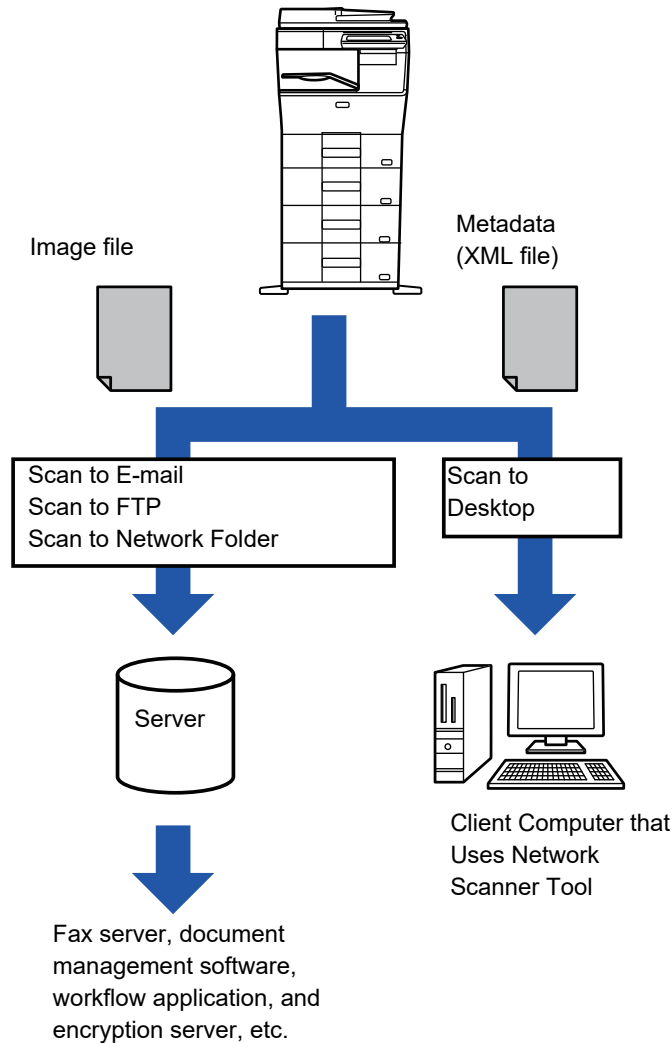 Image file
Metadata
(XML file)
Scan to E-mail
Scan to FTP
Scan to Network Folder
Scan to
Desktop
Server
Client Computer that
Uses Network
Scanner Tool
Fax server, document
management software,
workflow application, and
encryption server, etc.